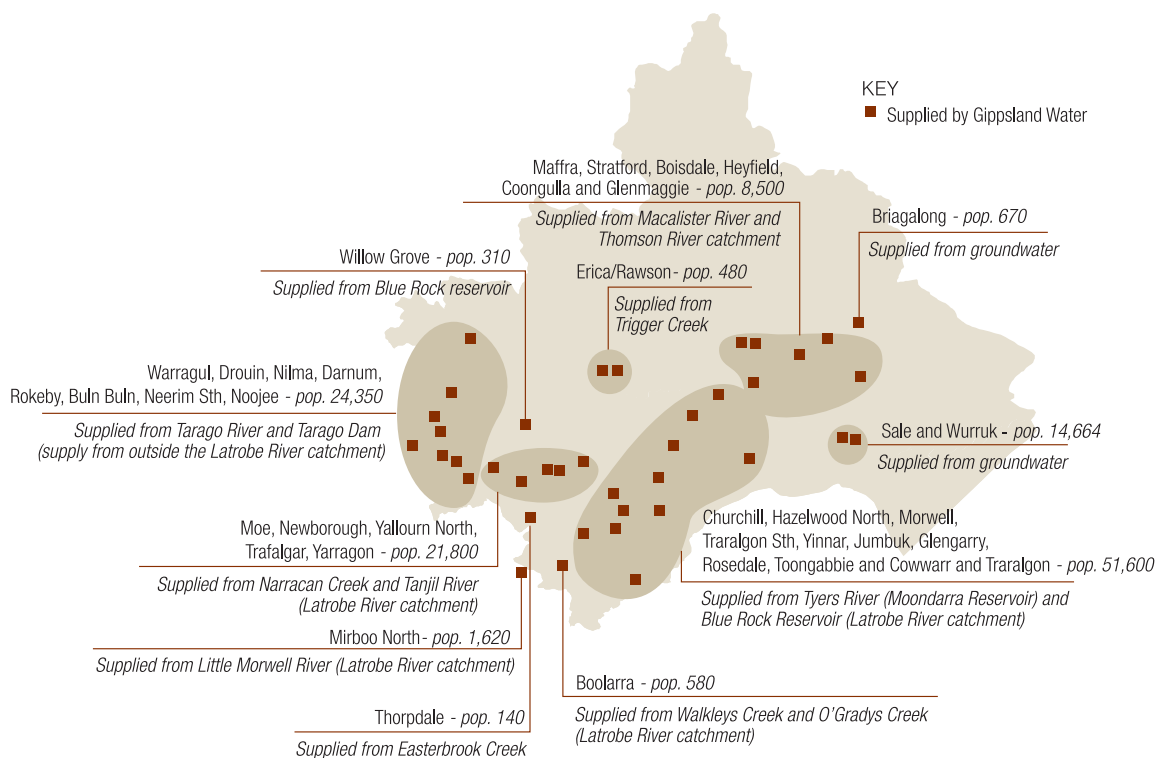 KEY
Supplied by Gippsland Water
Maffra, Stratford, Boisdale, Heyfield,
Coongulla and Glenmaggie - pop. 8,500
Supplied from Macalister River and
Thomson River catchment
Briagalong - pop. 670
Supplied from groundwater
Willow Grove - pop. 310
Supplied from Blue Rock reservoir
Erica/Rawson- pop. 480
Supplied from
Trigger Creek
Warragul, Drouin, Nilma, Darnum,
Rokeby, Buln Buln, Neerim Sth, Noojee - pop. 24,350
Supplied from Tarago River and Tarago Dam
(supply from outside the Latrobe River catchment)
Sale and Wurruk - pop. 14,664
Supplied from groundwater
Moe, Newborough, Yallourn North,
Trafalgar, Yarragon - pop. 21,800
Supplied from Narracan Creek and Tanjil River
(Latrobe River catchment)
Churchill, Hazelwood North, Morwell,
Traralgon Sth, Yinnar, Jumbuk, Glengarry,
Rosedale, Toongabbie and Cowwarr and Traralgon - pop. 51,600
Supplied from Tyers River (Moondarra Reservoir) and
Blue Rock Reservoir (Latrobe River catchment)
Mirboo North- pop. 1,620
Supplied from Little Morwell River (Latrobe River catchment)
Boolarra - pop. 580
Supplied from Walkleys Creek and O'Gradys Creek
(Latrobe River catchment)
Thorpdale - pop. 140
Supplied from Easterbrook Creek